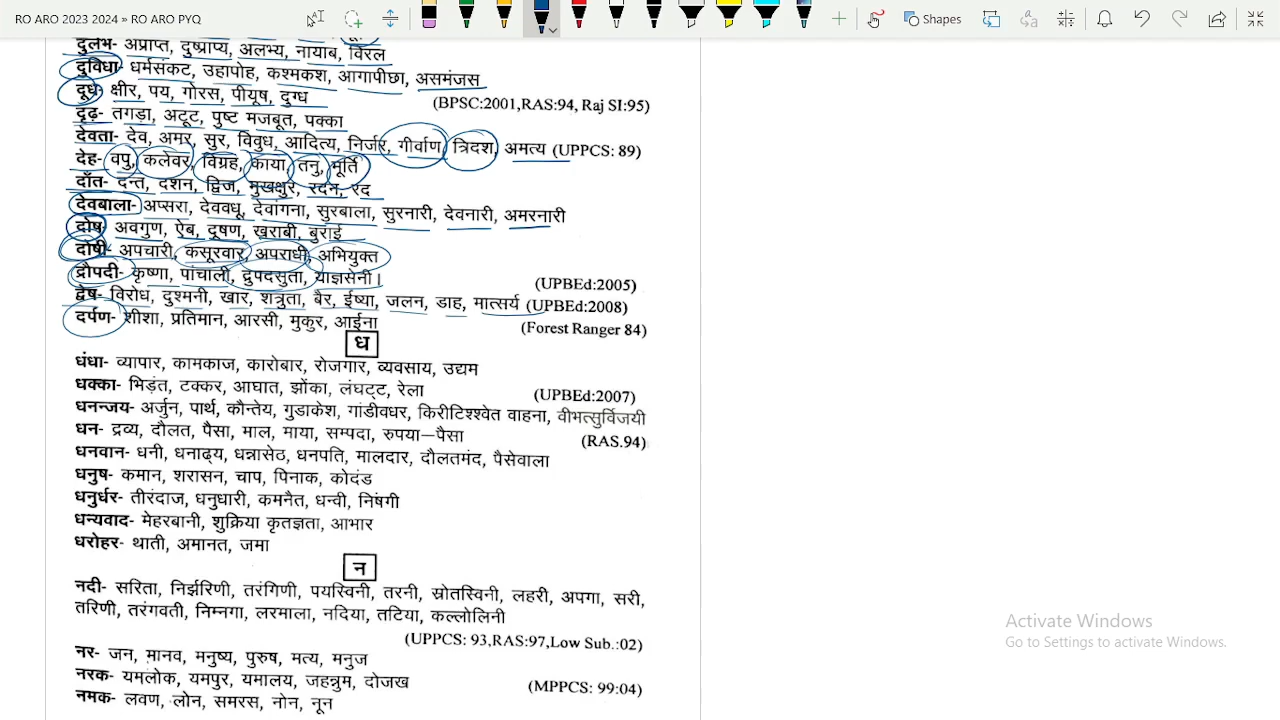 RO ARO 2023 2024 » RO ARO PYQ
Shapes
दुर्लभ- अप्राप्त, दुष्प्राप्य, अलभ्य, नायाब, विरल
दुविधा- धर्मसंकट, उहापोह, कश्मकश, आगापीछा, असमंजस
दूध- क्षीर, पय, गोरस, पीयूष, दुग्ध (BPSC:2001,RAS:94, Raj SI:95)
दृढ़- तगड़ा, अटूट, पुष्ट मजबूत, पक्का
देवता- देव, अमर, सुर, विवुध, आदित्य, निर्जर, गीर्वाण, त्रिदश, अमत्य (UPPCS: 89)
देह- वपु, कलेवर, विग्रह, काया, तनु, मूर्ति
दाँत- दन्त, दशन, द्विज, मुखक्षुर, रदन, रद
देवबाला- अप्सरा, देववधू, देवांगना, सुरबाला, सुरनारी, देवनारी, अमरनारी
दोष- अवगुण, ऐब, दूषण, खराबी, बुराई
दोषी- अपचारी, कसूरवार, अपराधी, अभियुक्त
द्रौपदी- कृष्णा, पांचाली, द्रुपदसुता, याज्ञसेनी। (UPBEd:2005)
द्वेष- विरोध, दुश्मनी, खार, शत्रुता, बैर, ईष्या, जलन, डाह, मात्सर्य (UPBEd:2008)
दर्पण- शीशा, प्रतिमान, आरसी, मुकुर, आईना (Forest Ranger 84)
ध
धंधा- व्यापार, कामकाज, कारोबार, रोजगार, व्यवसाय, उद्यम
धक्का- भिड़ंत, टक्कर, आघात, झोंका, लंघट्ट, रेला (UPBEd:2007)
धनन्जय- अर्जुन, पार्थ, कौन्तेय, गुडाकेश, गांडीवधर, किरीटिश्श्वेत वाहना, वीभत्सुर्विजयी
धन- द्रव्य, दौलत, पैसा, माल, माया, सम्पदा, रुपया–पैसा (RAS.94)
धनवान- धनी, धनाढ्य, धन्नासेठ, धनपति, मालदार, दौलतमंद, पैसेवाला
धनुष- कमान, शरासन, चाप, पिनाक, कोदंड
धनुर्धर- तीरंदाज, धनुधारी, कमनैत, धन्वी, निषंगी
धन्यवाद- मेहरबानी, शुक्रिया कृतज्ञता, आभार
धरोहर- थाती, अमानत, जमा
न
नदी- सरिता, निर्झरिणी, तरंगिणी, पयस्विनी, तरनी, स्रोतस्विनी, लहरी, अपगा, सरी,
तरिणी, तरंगवती, निम्नगा, लरमाला, नदिया, तटिया, कल्लोलिनी
(UPPCS: 93,RAS:97,Low Sub.:02)
नर- जन, मानव, मनुष्य, पुरुष, मत्य, मनुज
नरक- यमलोक, यमपुर, यमालय, जहन्नुम, दोजख (MPPCS: 99:04)
नमक- लवण, लोन, समरस, नोन, नून
Activate Windows
Go to Settings to activate Windows.